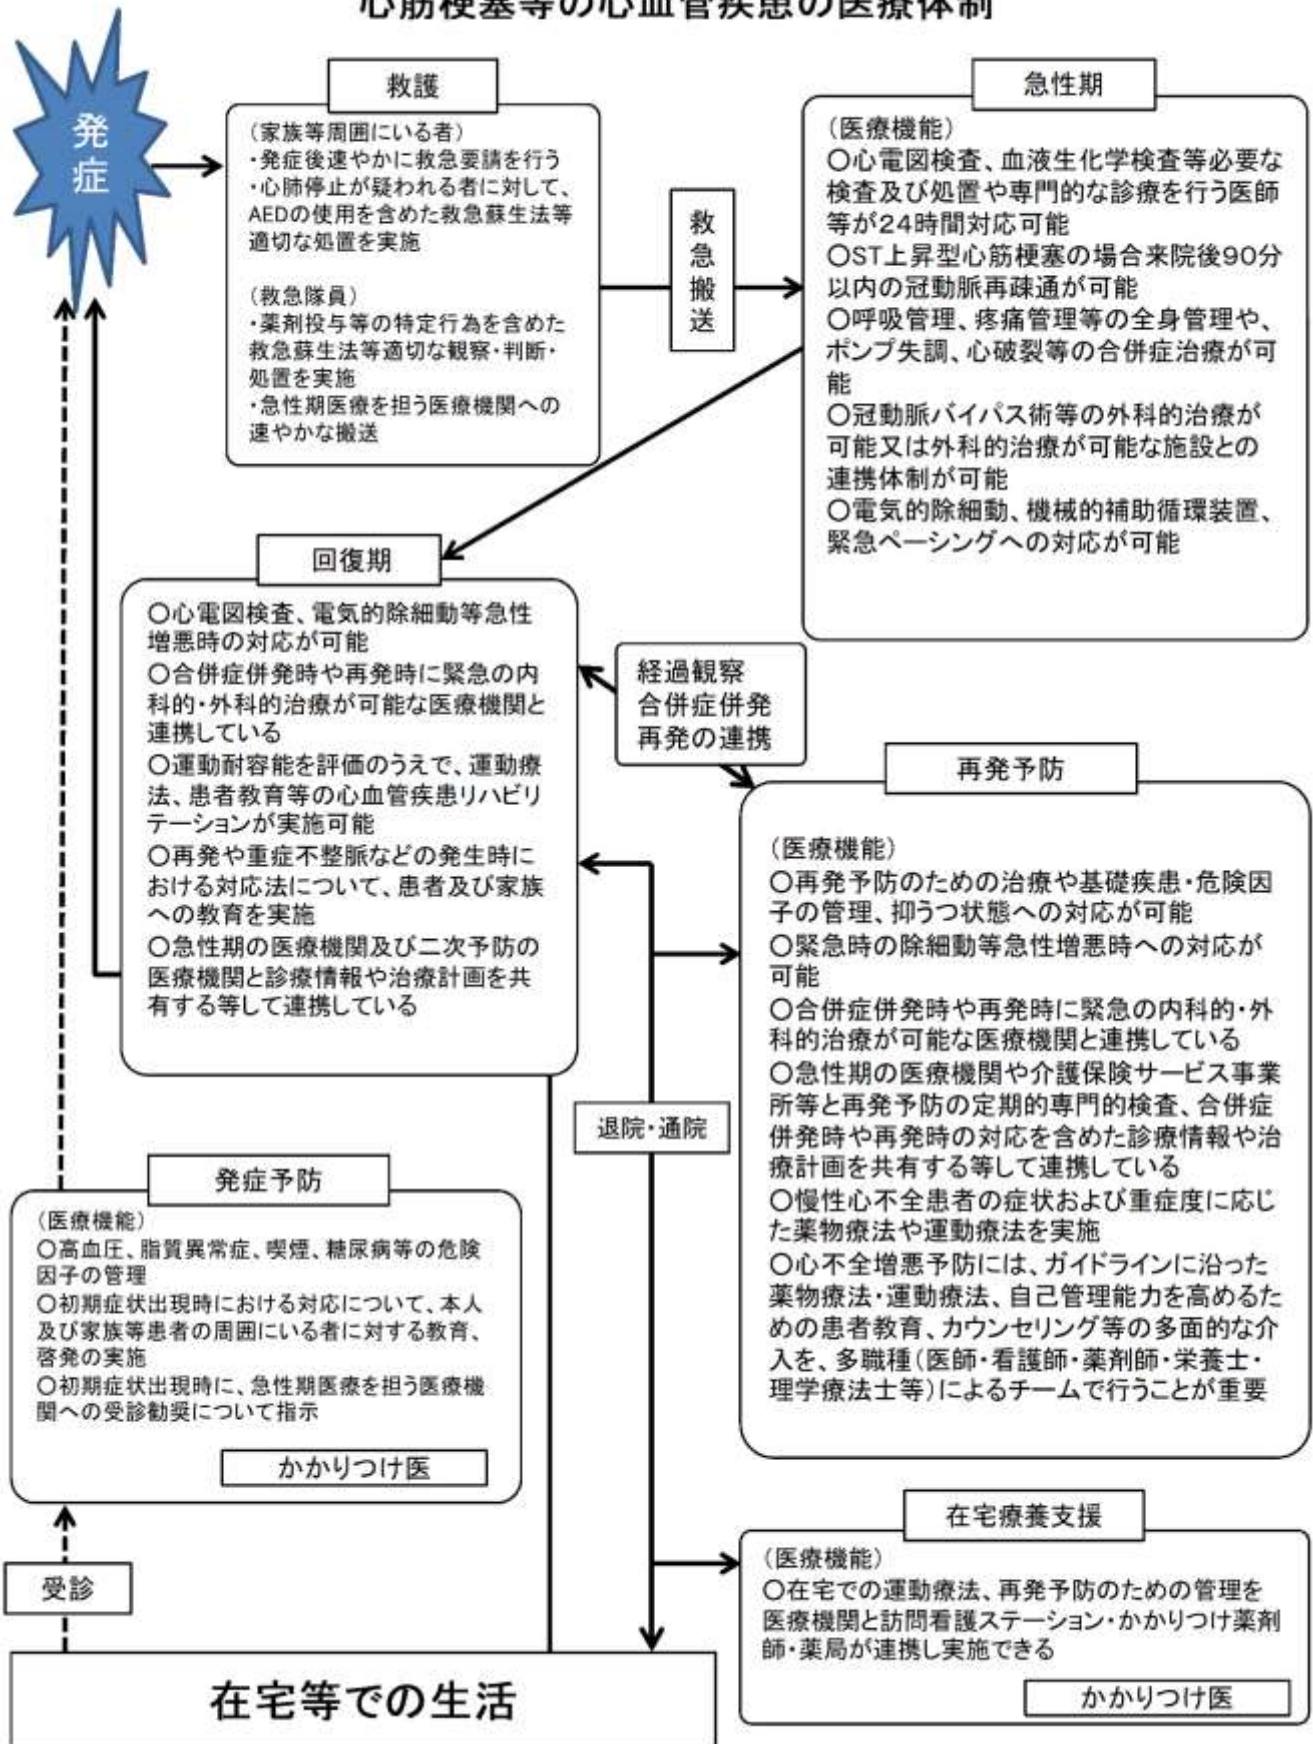 心筋梗塞等の心血管疾患の医療体制
発症
救護
（家族等周囲にいる者）
・発症後速やかに救急要請を行う
・心肺停止が疑われる者に対して、
AEDの使用を含めた救急蘇生法等
適切な処置を実施
（救急隊員）
・薬剤投与等の特定行為を含めた
救急蘇生法等適切な観察・判断・
処置を実施
・急性期医療を担う医療機関への
速やかな搬送
救急搬送
急性期
（医療機能）
〇心電図検査、血液生化学検査等必要な
検査及び処置や専門的な診療を行う医師
等が24時間対応可能
〇ST上昇型心筋梗塞の場合来院後90分
以内の冠動脈再疎通が可能
〇呼吸管理、疼痛管理等の全身管理や、
ポンプ失調、心破裂等の合併症治療が可
能
〇冠動脈バイパス術等の外科的治療が
可能又は外科的治療が可能な施設との
連携体制が可能
〇電気的除細動、機械的補助循環装置、
緊急ペーシングへの対応が可能
回復期
〇心電図検査、電気的除細動等急性
増悪時の対応が可能
〇合併症併発時や再発時に緊急の内
科的・外科的治療が可能な医療機関と
連携している
〇運動耐容能を評価のうえで、運動療
法、患者教育等の心血管疾患リハビリ
テーションが実施可能
〇再発や重症不整脈などの発生時に
おける対応法について、患者及び家族
への教育を実施
〇急性期の医療機関及び二次予防の
医療機関と診療情報や治療計画を共
有する等して連携している
経過観察
合併症併発
再発の連携
再発予防
（医療機能）
〇再発予防のための治療や基礎疾患・危険因
子の管理、抑うつ状態への対応が可能
〇緊急時の除細動等急性増悪時への対応が
可能
〇合併症併発時や再発時に緊急の内科的・外
科的治療が可能な医療機関と連携している
〇急性期の医療機関や介護保険サービス事業
所等と再発予防の定期的専門的検査、合併症
併発時や再発時の対応を含めた診療情報や治
療計画を共有する等して連携している
〇慢性心不全患者の症状および重症度に応じ
た薬物療法や運動療法を実施
〇心不全増悪予防には、ガイドラインに沿った
薬物療法・運動療法、自己管理能力を高めるた
めの患者教育、カウンセリング等の多面的な介
入を、多職種（医師・看護師・薬剤師・栄養士・
理学療法士等）によるチームで行うことが重要
退院・通院
発症予防
（医療機能）
〇高血圧、脂質異常症、喫煙、糖尿病等の危険
因子の管理
〇初期症状出現時における対応について、本人
及び家族等患者の周囲にいる者に対する教育、
啓発の実施
〇初期症状出現時に、急性期医療を担う医療機
関への受診勧奨について指示
かかりつけ医
受診
在宅等での生活
在宅療養支援
（医療機能）
〇在宅での運動療法、再発予防のための管理を
医療機関と訪問看護ステーション・かかりつけ薬剤
師・薬局が連携し実施できる
かかりつけ医